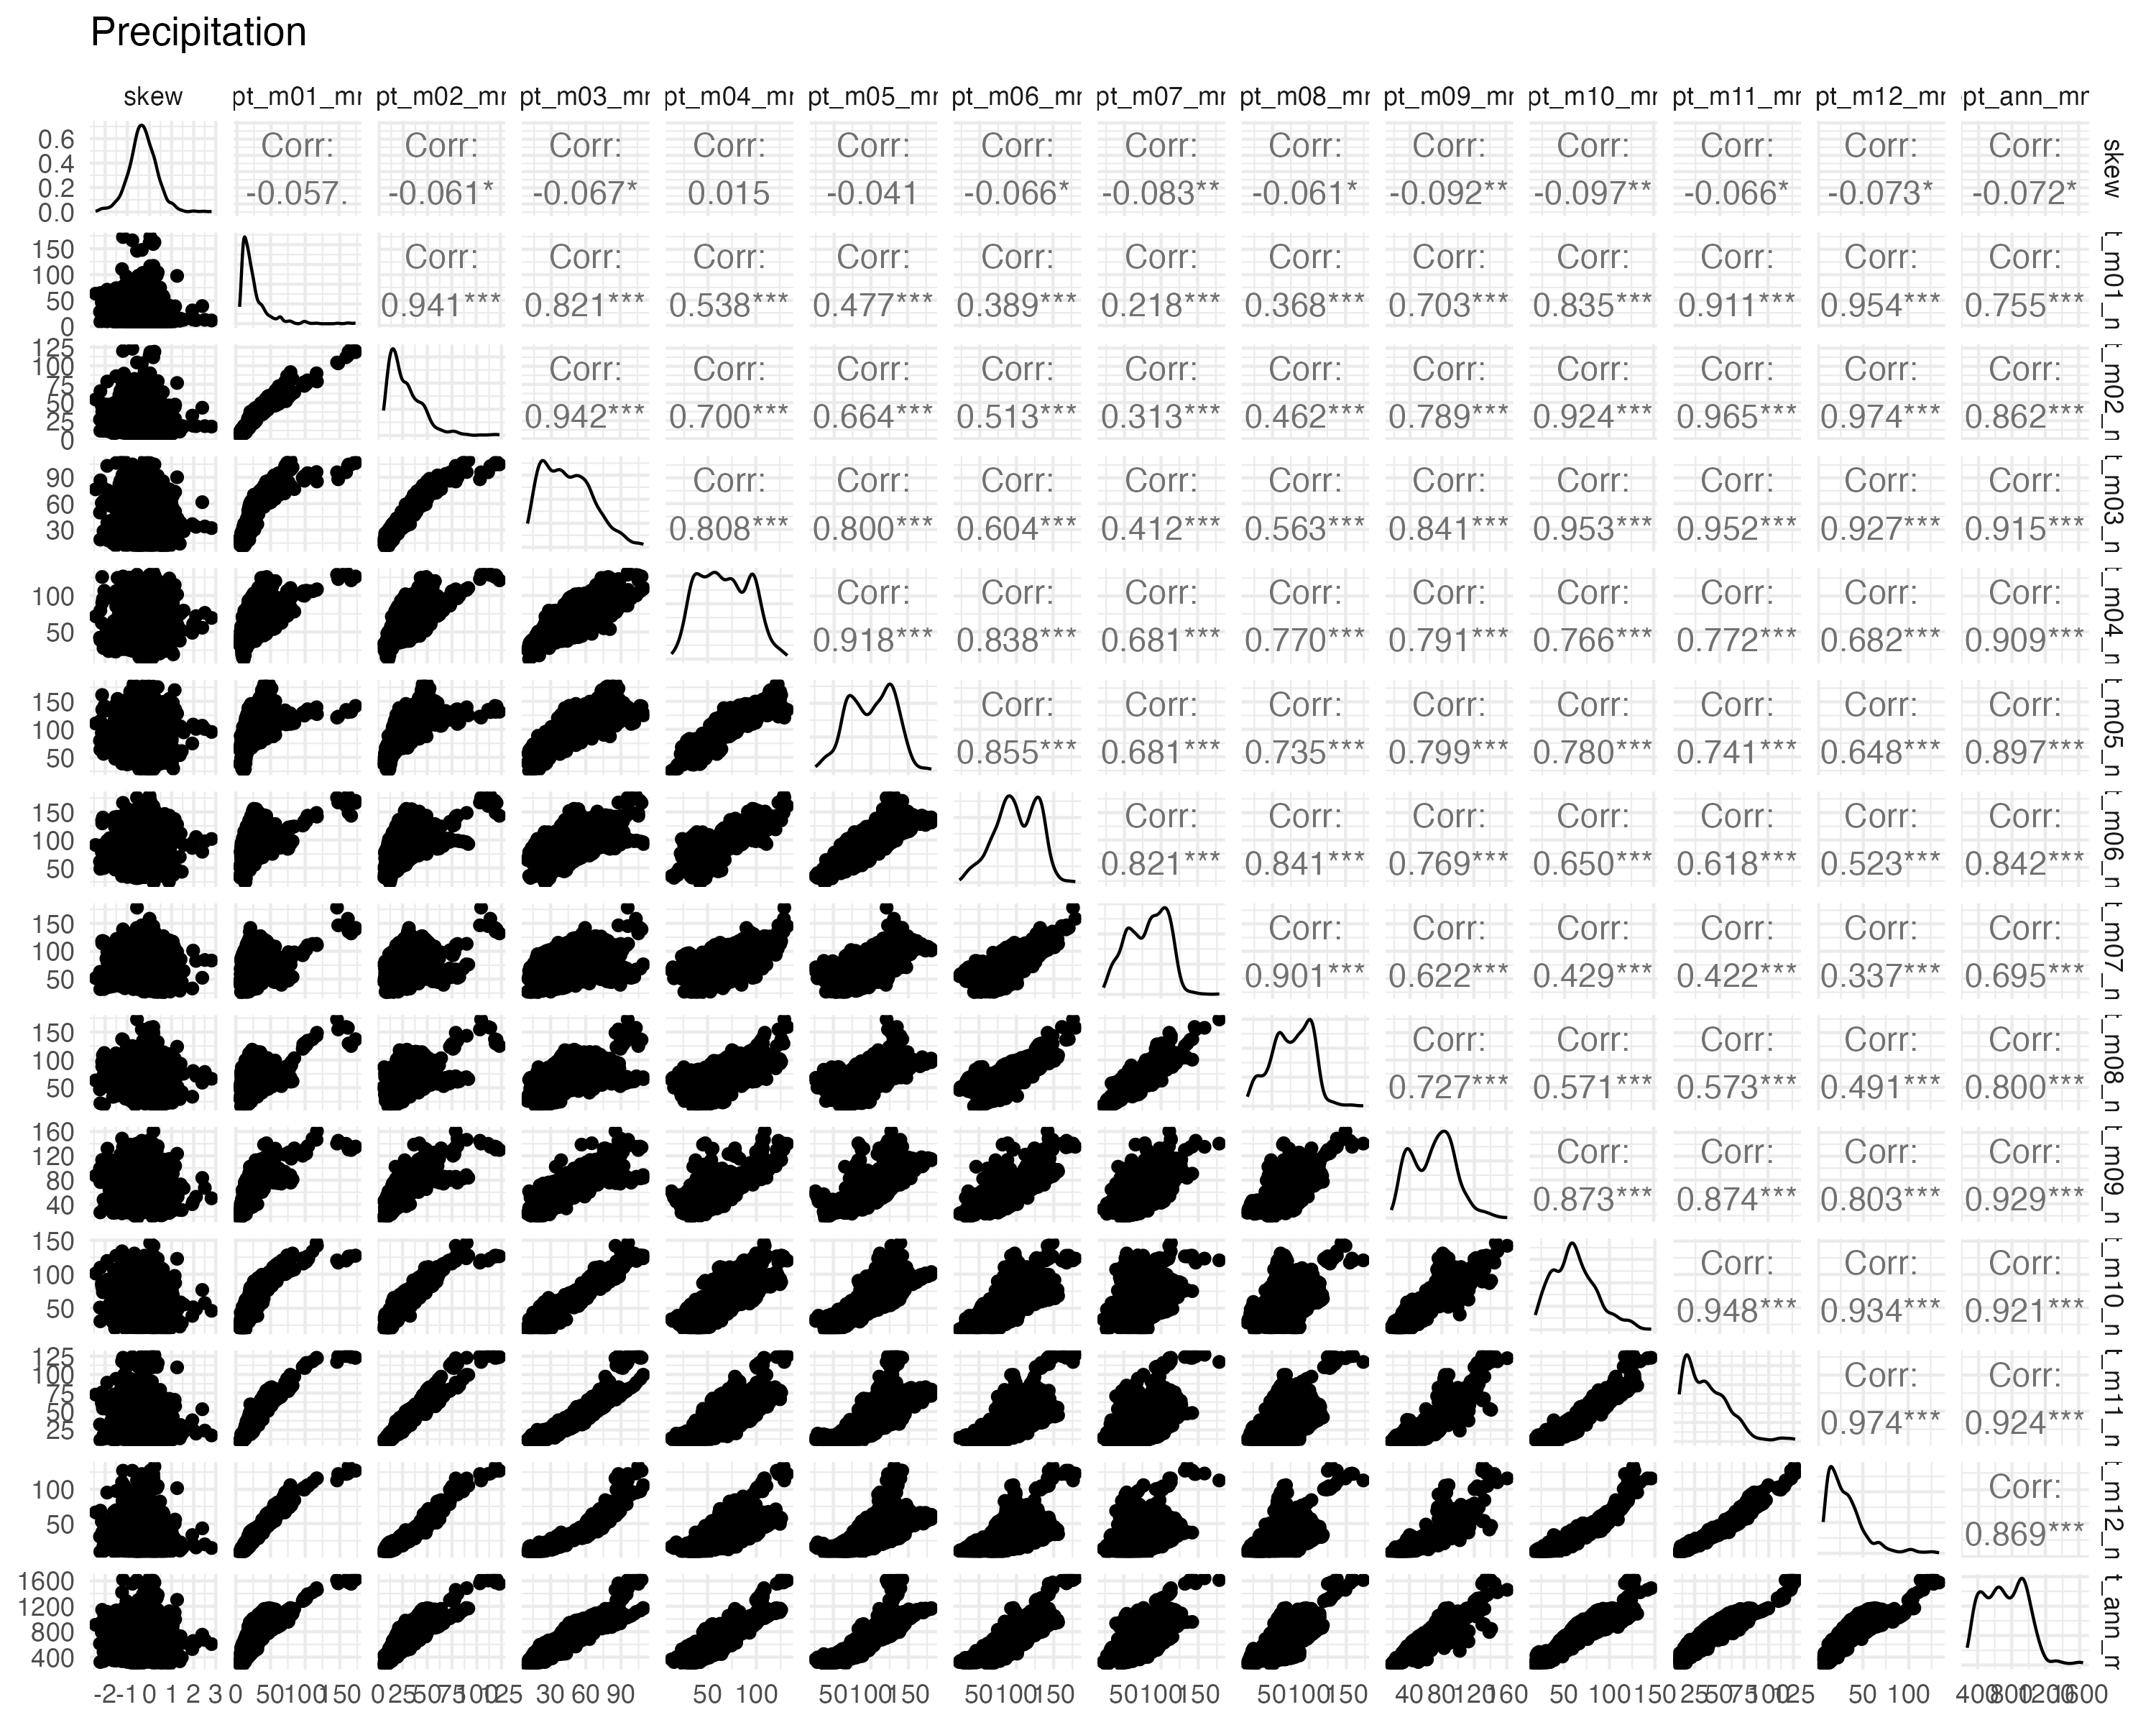 Precipitation
skew pt_m01_mr pt_m02_mr pt_m03_mr pt_m04_mr pt_m05_mr pt_m06_mr pt_m07_mr pt_m08_mr pt_m09_mr pt_m10_mr pt_m11_mr pt_m12_mr pt_ann_mr
0.6 Corr: Corr: Corr: Corr: Corr: Corr: Corr: Corr: Corr: Corr: Corr: Corr: Corr: skew
0.4
0.2 -0.057. -0.061* -0.067* 0.015 -0.041 -0.066* -0.083** -0.061* -0.092** -0.097** -0.066* -0.073* -0.072*
0.0
150 Corr: Corr: Corr: Corr: Corr: Corr: Corr: Corr: Corr: Corr: Corr: Corr: t_m01_n
100
50 0.941*** 0.821*** 0.538*** 0.477*** 0.389*** 0.218*** 0.368*** 0.703*** 0.835*** 0.911*** 0.954*** 0.755***
0
125
100 Corr: Corr: Corr: Corr: Corr: Corr: Corr: Corr: Corr: Corr: Corr: t_m02_n
75
50
25 0.942*** 0.700*** 0.664*** 0.513*** 0.313*** 0.462*** 0.789*** 0.924*** 0.965*** 0.974*** 0.862***
0
90 Corr: Corr: Corr: Corr: Corr: Corr: Corr: Corr: Corr: Corr: t_m03_n
60
30 0.808*** 0.800*** 0.604*** 0.412*** 0.563*** 0.841*** 0.953*** 0.952*** 0.927*** 0.915***
100 Corr: Corr: Corr: Corr: Corr: Corr: Corr: Corr: Corr: t_m04_n
50 0.918*** 0.838*** 0.681*** 0.770*** 0.791*** 0.766*** 0.772*** 0.682*** 0.909***
150 Corr: Corr: Corr: Corr: Corr: Corr: Corr: Corr: t_m05_n
100
50 0.855*** 0.681*** 0.735*** 0.799*** 0.780*** 0.741*** 0.648*** 0.897***
150 Corr: Corr: Corr: Corr: Corr: Corr: Corr: t_m06_n
100
50 0.821*** 0.841*** 0.769*** 0.650*** 0.618*** 0.523*** 0.842***
150 Corr: Corr: Corr: Corr: Corr: Corr: t_m07_n
100
50 0.901*** 0.622*** 0.429*** 0.422*** 0.337*** 0.695***
150 Corr: Corr: Corr: Corr: Corr: t_m08_n
100
50 0.727*** 0.571*** 0.573*** 0.491*** 0.800***
160 Corr: Corr: Corr: Corr: t_m09_n
120
80
40 0.873*** 0.874*** 0.803*** 0.929***
150 Corr: Corr: Corr: t_m10_n
100
50 0.948*** 0.934*** 0.921***
125
100 Corr: Corr: t_m11_n
75
50
25 0.974*** 0.924***
100 Corr: t_m12_n
50 0.869***
1600 t_ann_m
1200
800
400
-2 -1 0 1 2 3 0 50 100 150 0 25 50 75 100 125 30 60 90 50 100 50 100 150 50 100 150 50 100 150 50 100 150 40 80 120 160 50 100 150 25 50 75 100 125 50 100 400 800 1200 1600